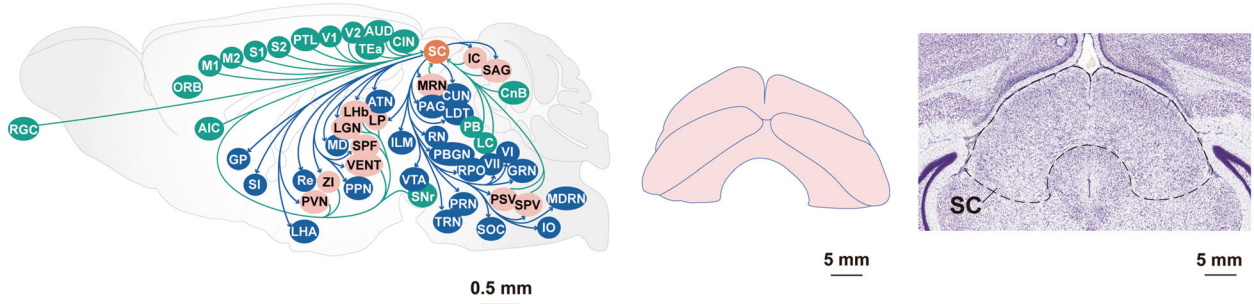 PTL V1 V2 AUD
TEa CIN
S1 S2
M1 M2
ORB
SC
IC
SAG
MRN
CnB
CUN
PAG
LDT
ATN
LHb
LP
LGN
RGC
AIC
PB
LC
MD SPF
ILM
RN
PBGN
VII VI
RPO GRN
VENT
GP
SI
Re ZI
PPN
PVN
VTA
SNr
PRN
TRN
PSV
SPV
MDRN
SOC
IO
LHA
0.5 mm
5 mm
SC
5 mm